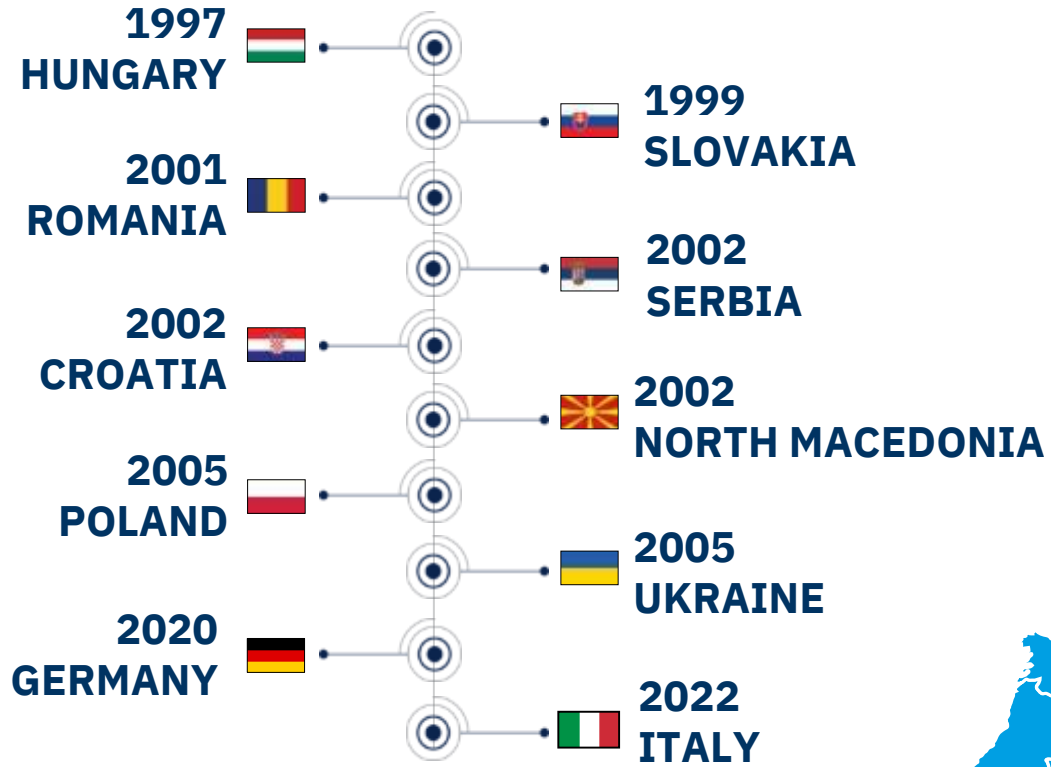 1997
HUNGARY
1999
SLOVAKIA
2001
ROMANIA
2002
SERBIA
2002
CROATIA
2002
NORTH MACEDONIA
2005
POLAND
2005
UKRAINE
2020
GERMANY
2022
ITALY